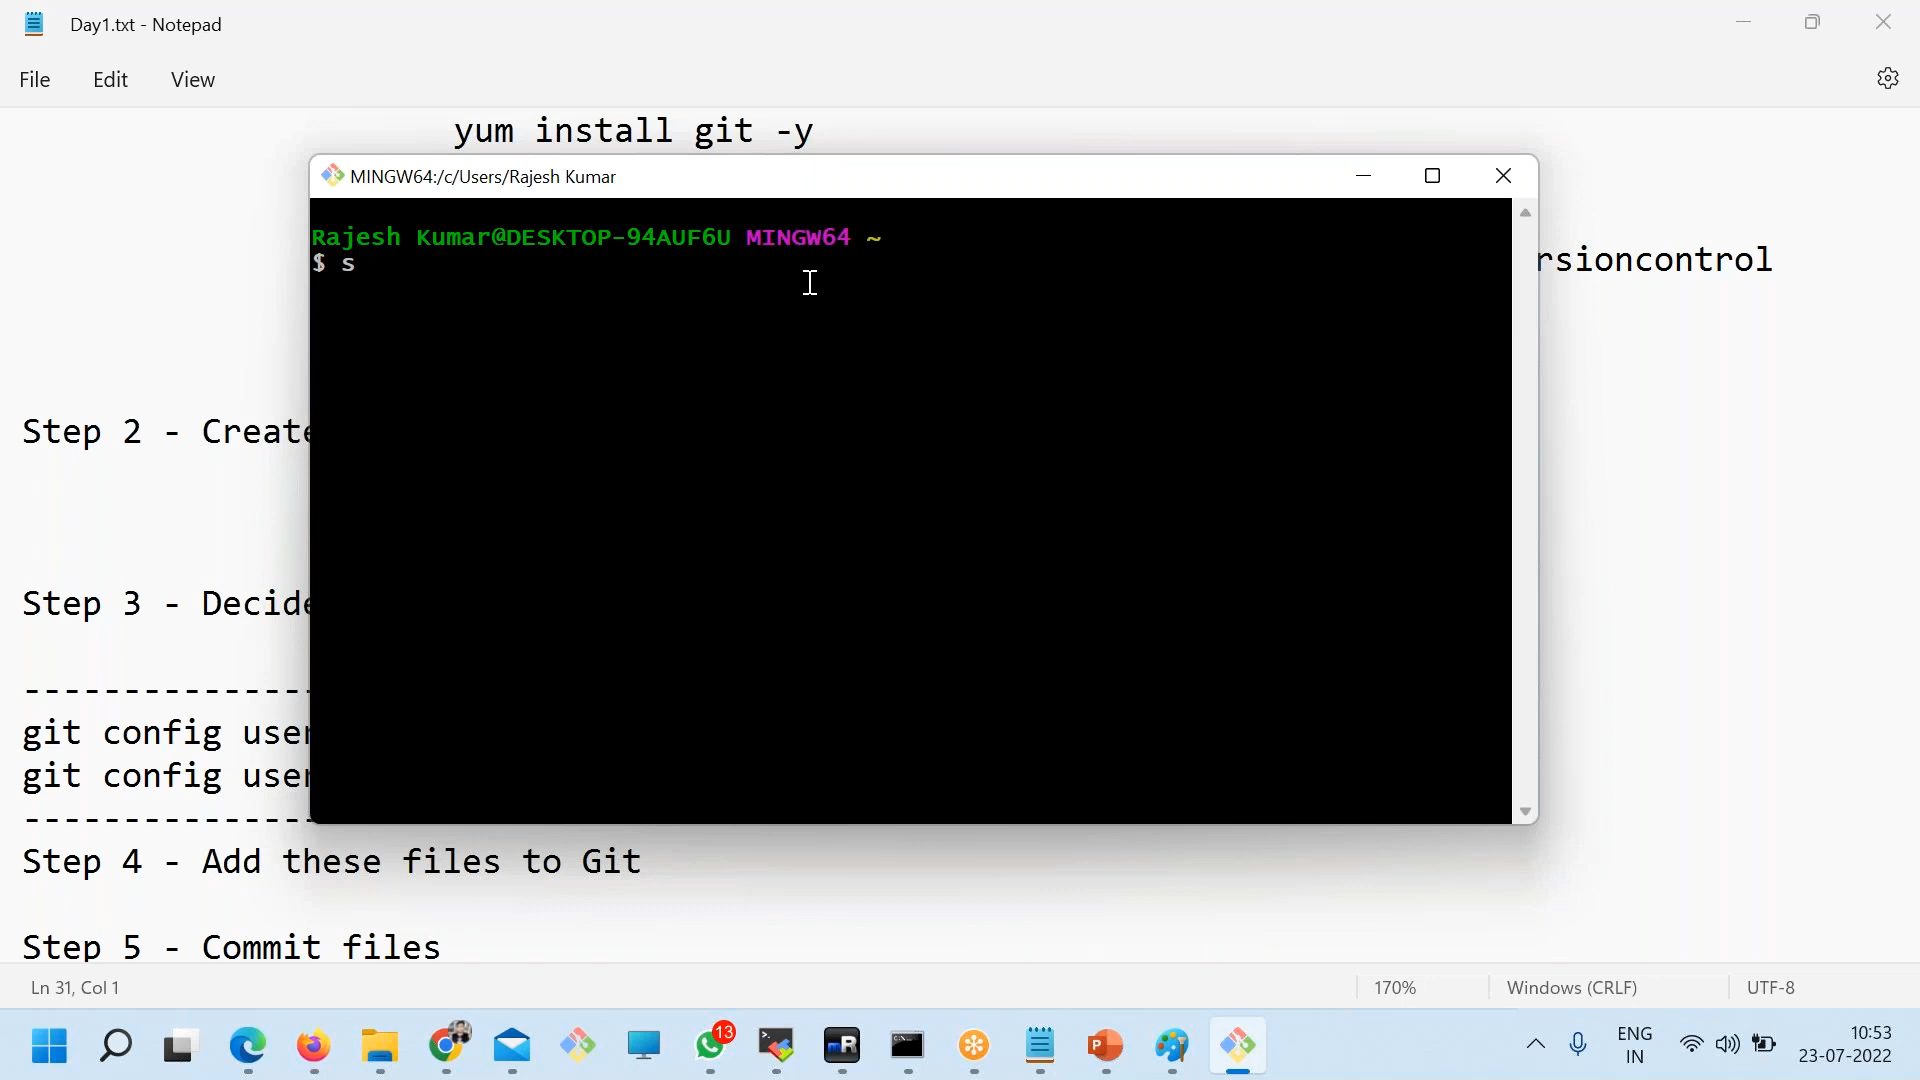 Day1.txt - Notepad
File Edit View
yum install git -y
MINGW64:/c/Users/Rajesh Kumar
Rajesh Kumar@DESKTOP-94AUF6U MINGW64 ~
$ s
rsioncontrol
Step 2 - Create
Step 3 - Decide
---------------
git config user
git config user
---------------
Step 4 - Add these files to Git
Step 5 - Commit files
Ln 31, Col 1
170%
Windows (CRLF)
UTF-8
13
ENG
IN
10:53
23-07-2022